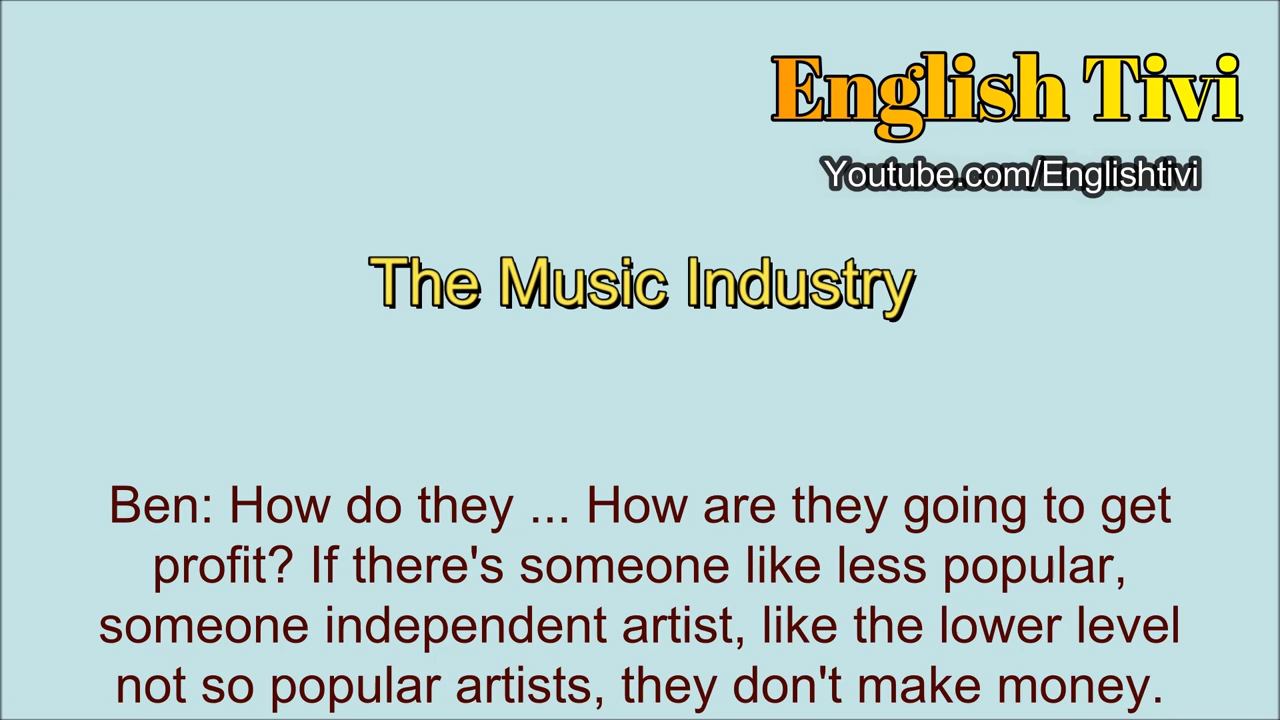 English Tivi
Youtube.com/Englishtivi
The Music Industry
Ben: How do they ... How are they going to get
profit? If there's someone like less popular,
someone independent artist, like the lower level
not so popular artists, they don't make money.